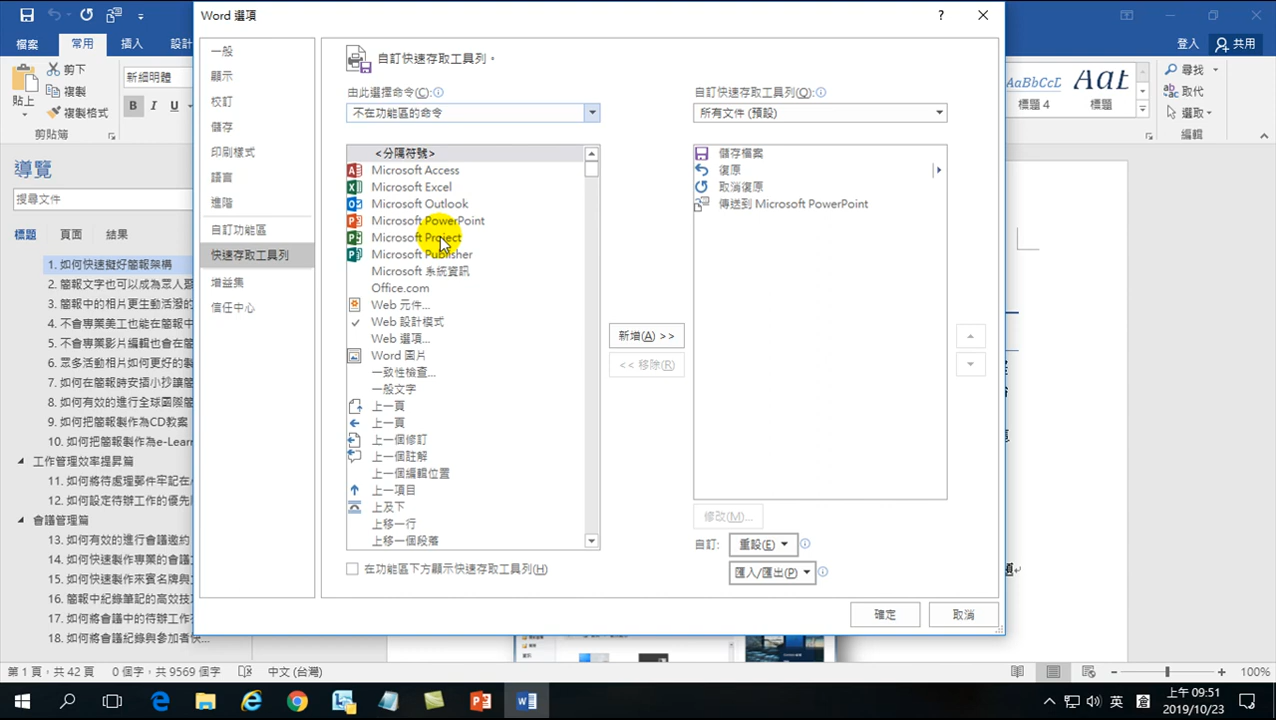 Word 選項
?
登入
共用
檔案
常用
插入
設計
剪下
複製
複製格式
貼上
剪貼簿
新細明體
B I U
AaBbCcD
標題 4
AaI
標題
尋找
取代
選取
編輯
導覽
搜尋文件
標題
頁面
結果
1. 如何快速擬好簡報架構
2. 簡報文字也可以成為眾人
3. 簡報中的相片更生動活潑的
4. 不會專業美工也能在簡報中
5. 不會專業影片編輯也會在
6. 眾多活動相片如何更好的
7. 如何在簡報時安插小抄
8. 如何有效的進行全球團隊
9. 如何將簡報製作為CD教案
10. 如何把簡報製作為e-Lear
工作管理效率提昇篇
11. 如何將待處理郵件牢記在
12. 如何設定待辦工作的優先
會議管理篇
13. 如何有效的進行會議邀約
14. 如何快速製作專業的會議
15. 如何快速製作來賓名牌與
16. 簡報中紀錄筆記的高效技
17. 如何將會議中的待辦工作
18. 如何將會議紀錄與參加者快...
一般
顯示
校訂
儲存
印刷樣式
語言
進階
自訂功能區
快速存取工具列
增益集
信任中心
自訂快速存取工具列。
由此選擇命令(C):
不在功能區的命令
<分隔符號>
Microsoft Access
Microsoft Excel
Microsoft Outlook
Microsoft PowerPoint
Microsoft Project
Microsoft Publisher
Microsoft 系統資訊
Office.com
Web 元件...
Web 設計模式
Web 選項...
Word 圖片
一致性檢查...
一般文字
上一頁
上一頁
上一個修訂
上一個註解
上一個編輯位置
上一項目
上及下
上移一行
上移一個段落
在功能區下方顯示快速存取工具列(H)
新增(A) >>
<< 移除(R)
自訂快速存取工具列(Q):
所有文件 (預設)
儲存檔案
復原
取消復原
傳送到 Microsoft PowerPoint
修改(M)...
自訂:
重設(E)
匯入/匯出(P)
確定
取消
第 1 頁，共 42 頁
0 個字，共 9569 個字
中文 (台灣)
100%
英
上午 09:51
2019/10/23